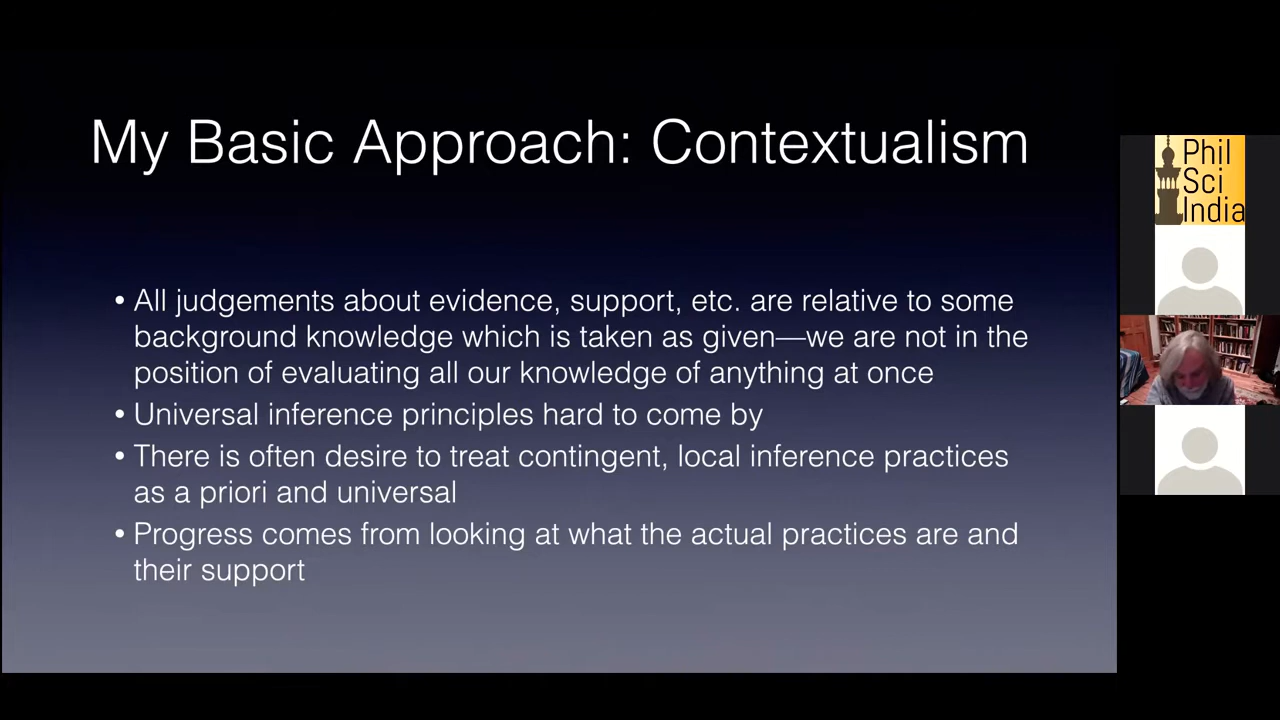 My Basic Approach: Contextualism
• All judgements about evidence, support, etc. are relative to some
background knowledge which is taken as given—we are not in the
position of evaluating all our knowledge of anything at once
• Universal inference principles hard to come by
• There is often desire to treat contingent, local inference practices
as a priori and universal
• Progress comes from looking at what the actual practices are and
their support
Phil
Sci
India